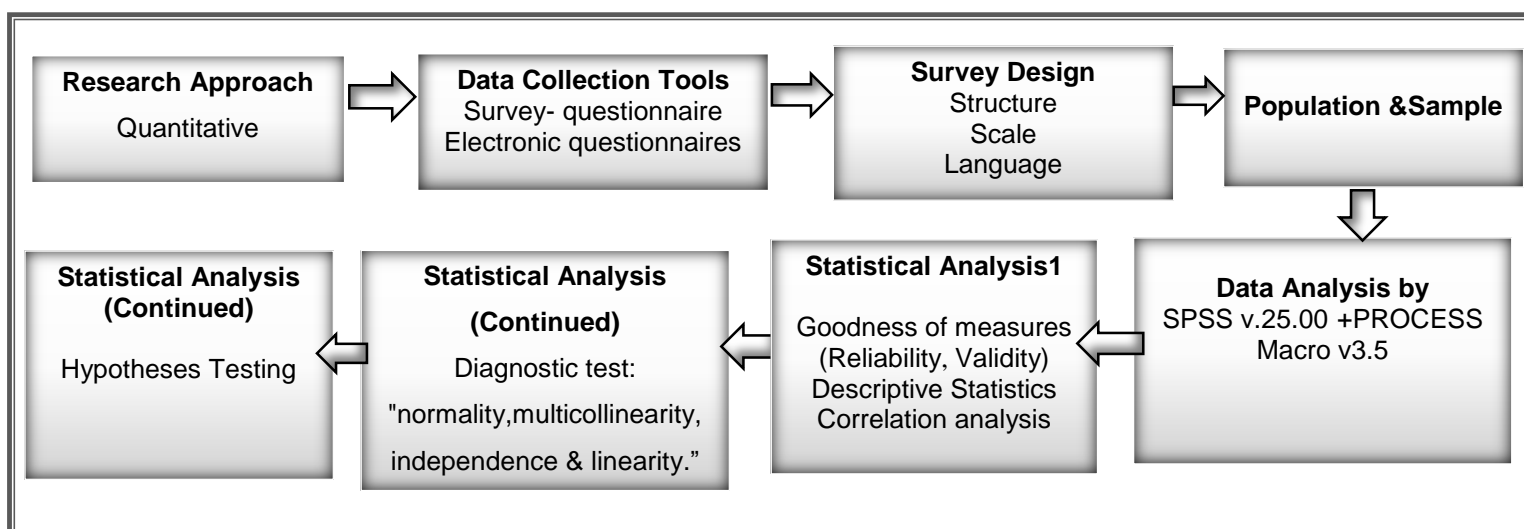 Research Approach
Quantitative
Data Collection Tools
Survey- questionnaire
Electronic questionnaires
Survey Design
Structure
Scale
Language
Population &Sample
Data Analysis by
SPSS v.25.00 +PROCESS
Macro v3.5
Statistical Analysis1
Goodness of measures
(Reliability, Validity)
Descriptive Statistics
Correlation analysis
Statistical Analysis
(Continued)
Diagnostic test:
"normality,multicollinearity,
independence & linearity.”
Statistical Analysis
(Continued)
Hypotheses Testing